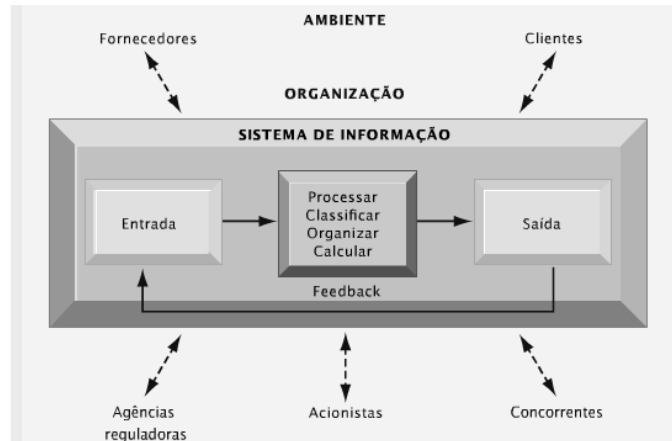 AMBIENTE
Fornecedores
Clientes
ORGANIZAÇÃO
SISTEMA DE INFORMAÇÃO
Entrada
Processar
Classificar
Organizar
Calcular
Saída
Feedback
Agências
reguladoras
Acionistas
Concorrentes